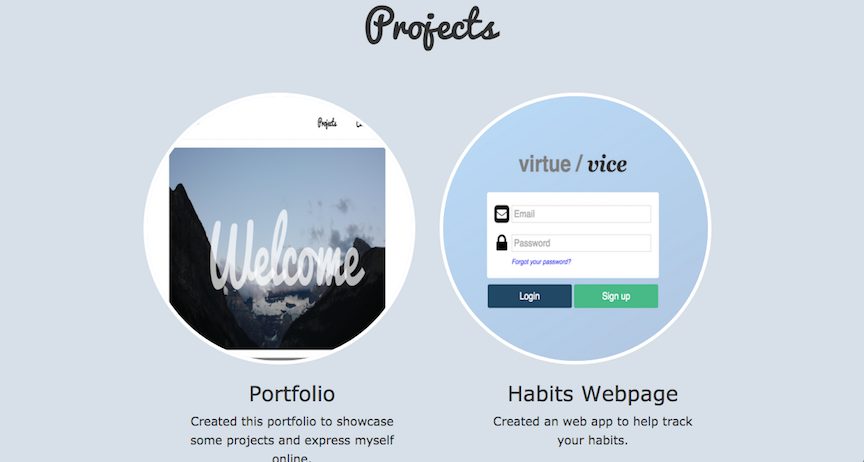 Projects
Projects
Welcome
Portfolio
Created this portfolio to showcase
some projects and express myself
online.
virtue / vice
Email
Password
Forgot your password?
Login Sign up
Habits Webpage
Created an web app to help track
your habits.